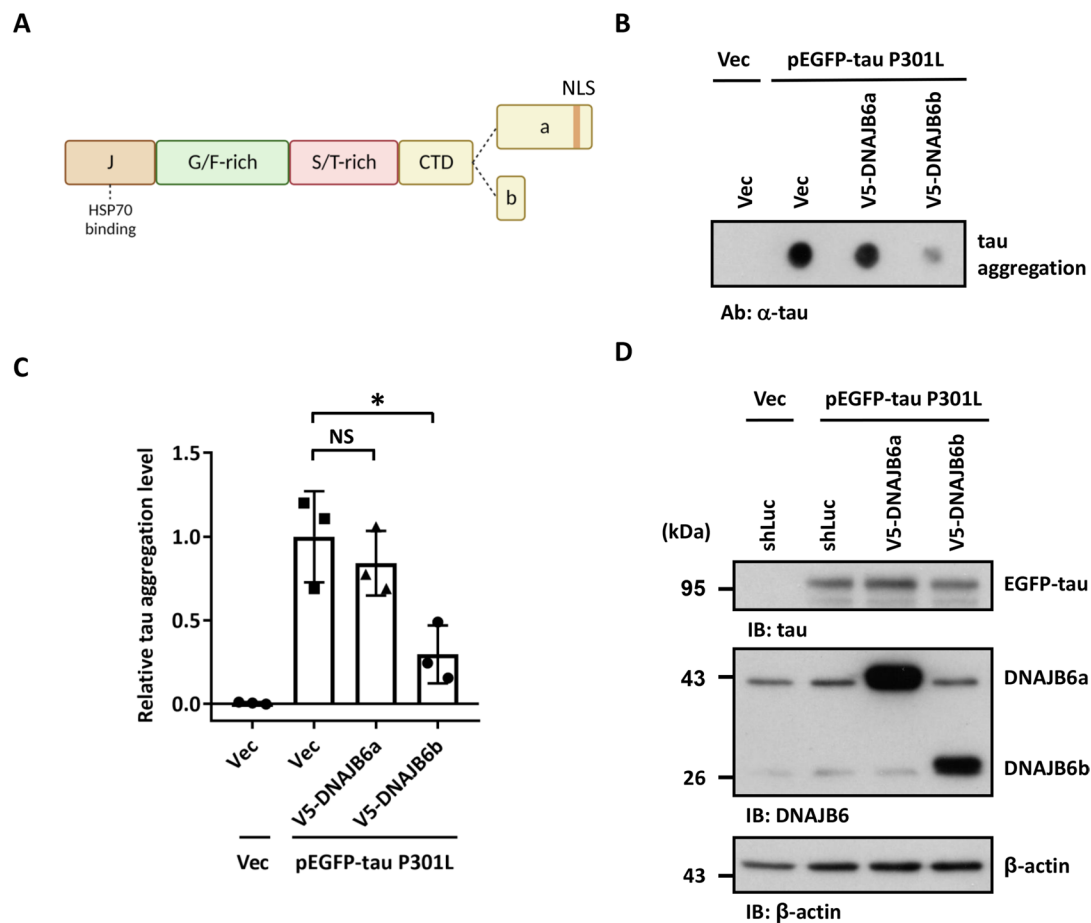 A
NLS
a
J
G/F-rich
S/T-rich
CTD
b
HSP70
binding
B
Vec
pEGFP-tau P301L
Vec
Vec
V5-DNAJB6a
V5-DNAJB6b
tau
aggregation
Ab: α-tau
C
Relative tau aggregation level
*
NS
1.5
1.0
0.5
0.0
Vec
Vec
V5-DNAJB6a
V5-DNAJB6b
Vec
pEGFP-tau P301L
D
Vec
pEGFP-tau P301L
(kDa)
shLuc
shLuc
V5-DNAJB6a
V5-DNAJB6b
95
EGFP-tau
IB: tau
43
DNAJB6a
26
DNAJB6b
IB: DNAJB6
43
β-actin
IB: β-actin